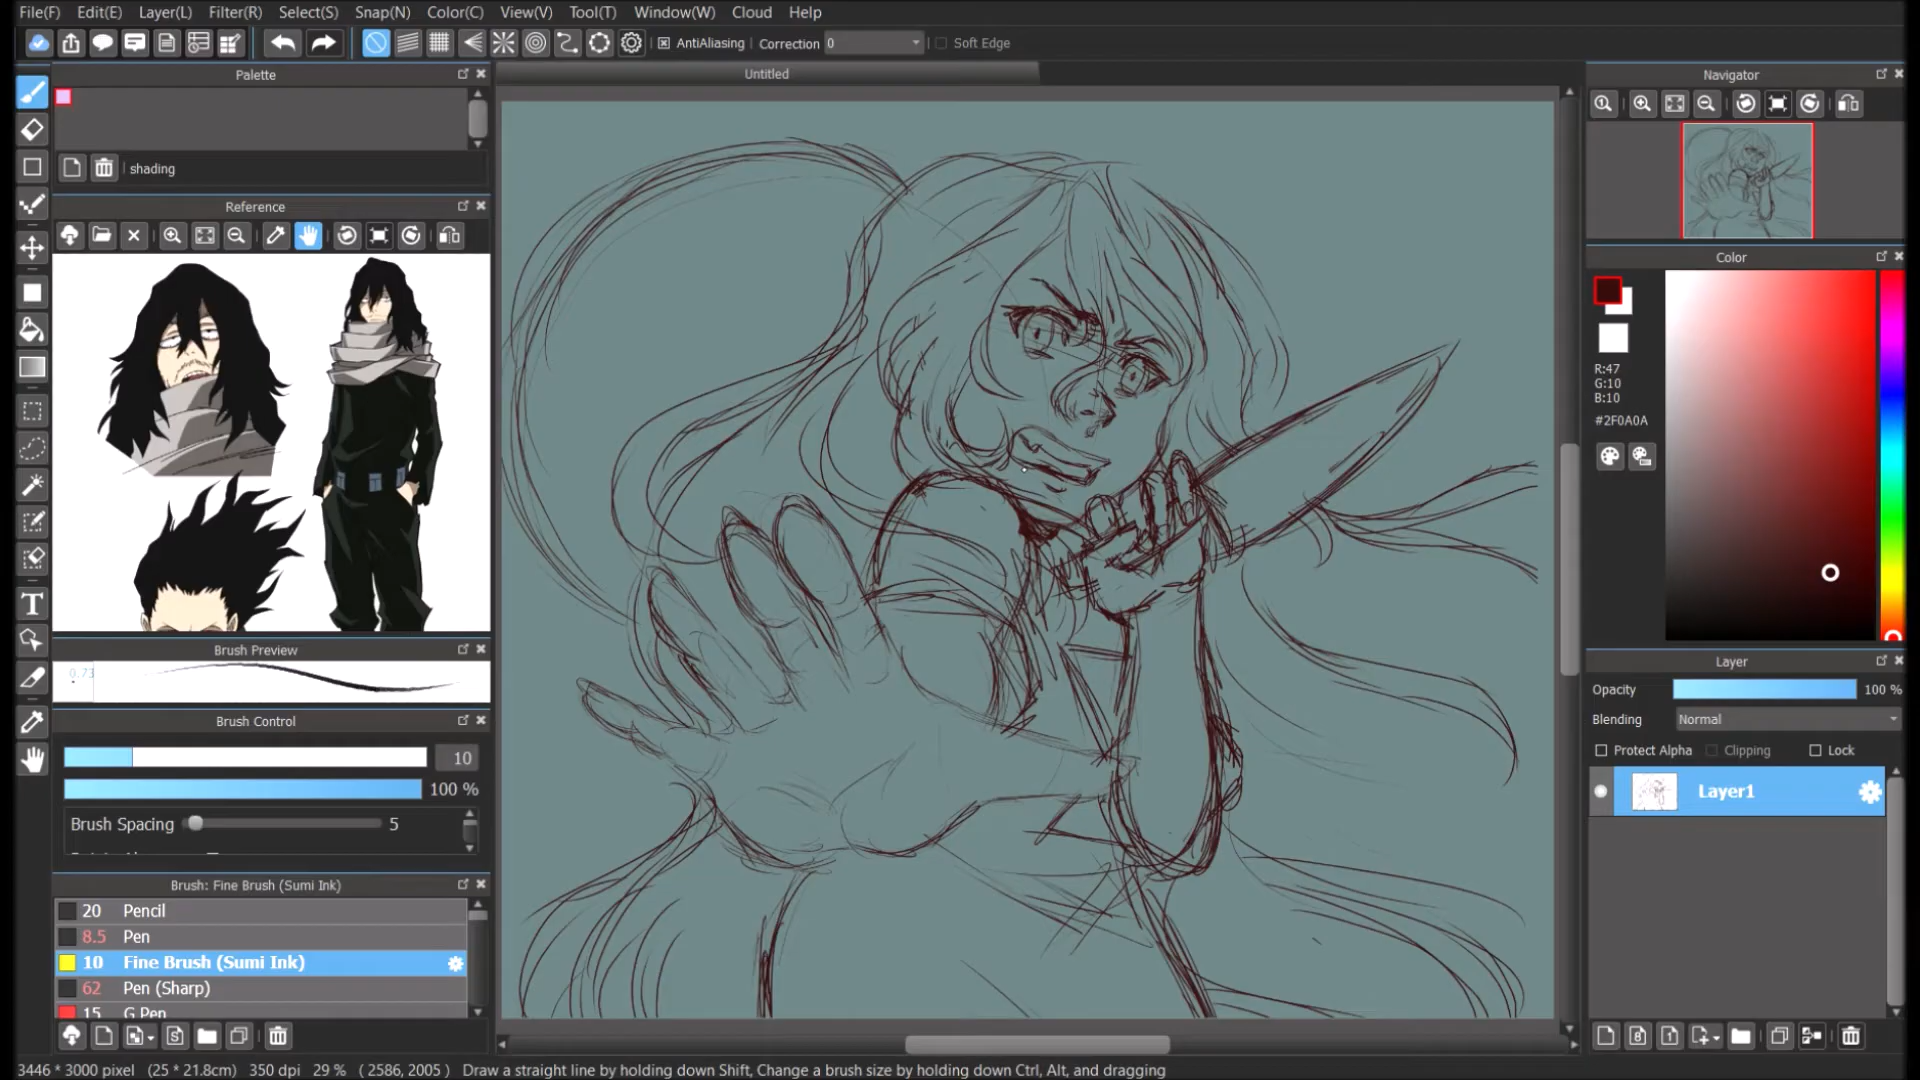 File(F) Edit(E) Layer(L) Filter(R) Select(S) Snap(N) Color(C) View(V) Tool(T) Window(W) Cloud Help
AntiAliasing Correction 0 Soft Edge
Palette
Untitled
Navigator
shading
Reference
Color
R:47
G:10
B:10
#2F0A0A
Brush Preview
0.73
Brush Control
10
100 %
Brush Spacing 5
Layer
Opacity 100 %
Blending Normal
Protect Alpha Clipping Lock
Layer1
Brush: Fine Brush (Sumi Ink)
20 Pencil
8.5 Pen
10 Fine Brush (Sumi Ink)
62 Pen (Sharp)
15 G Pen
3446 * 3000 pixel (25 * 21.8cm) 350 dpi 29 % ( 2586, 2005 ) Draw a straight line by holding down Shift, Change a brush size by holding down Ctrl, Alt, and dragging